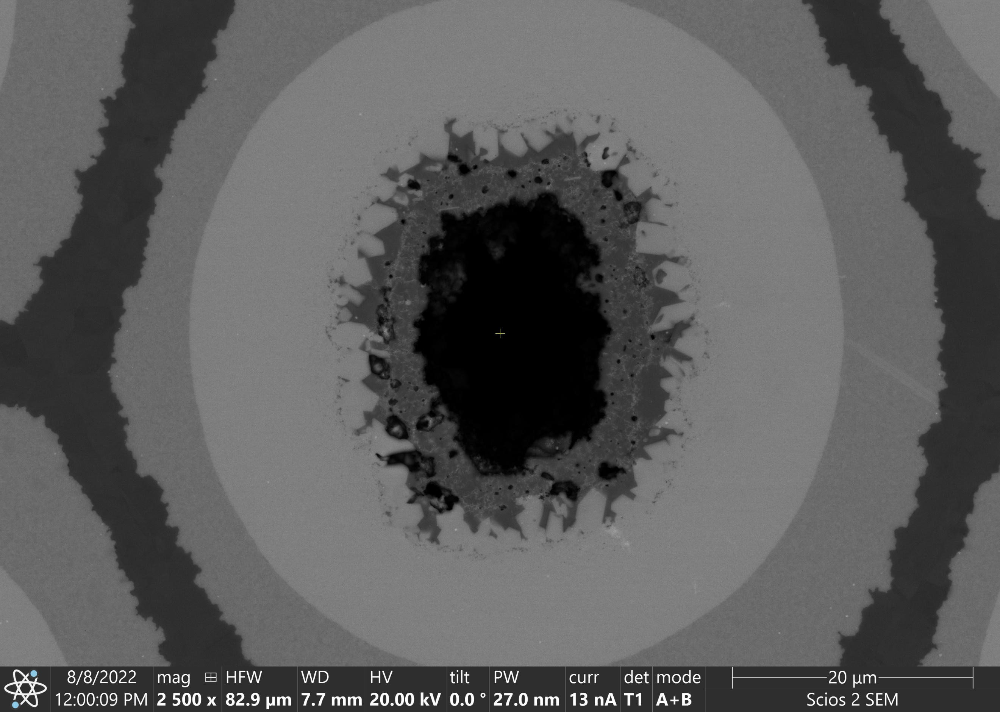 8/8/2022 mag HFW WD HV tilt PW curr det mode 20 µm
12:00:09 PM 2 500 x 82.9 µm 7.7 mm 20.00 kV 0.0 ° 27.0 nm 13 nA T1 A+B Scios 2 SEM